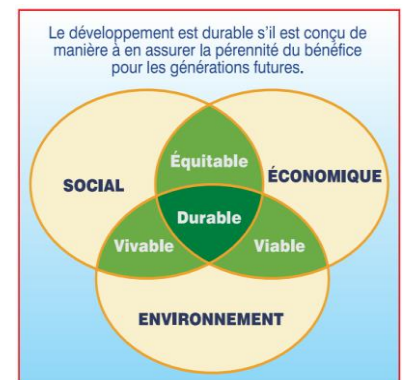 Le développement est durable s'il est conçu de
manière à en assurer la pérennité du bénéfice
pour les générations futures.
Équitable
SOCIAL
ÉCONOMIQUE
Durable
Vivable
Viable
ENVIRONNEMENT